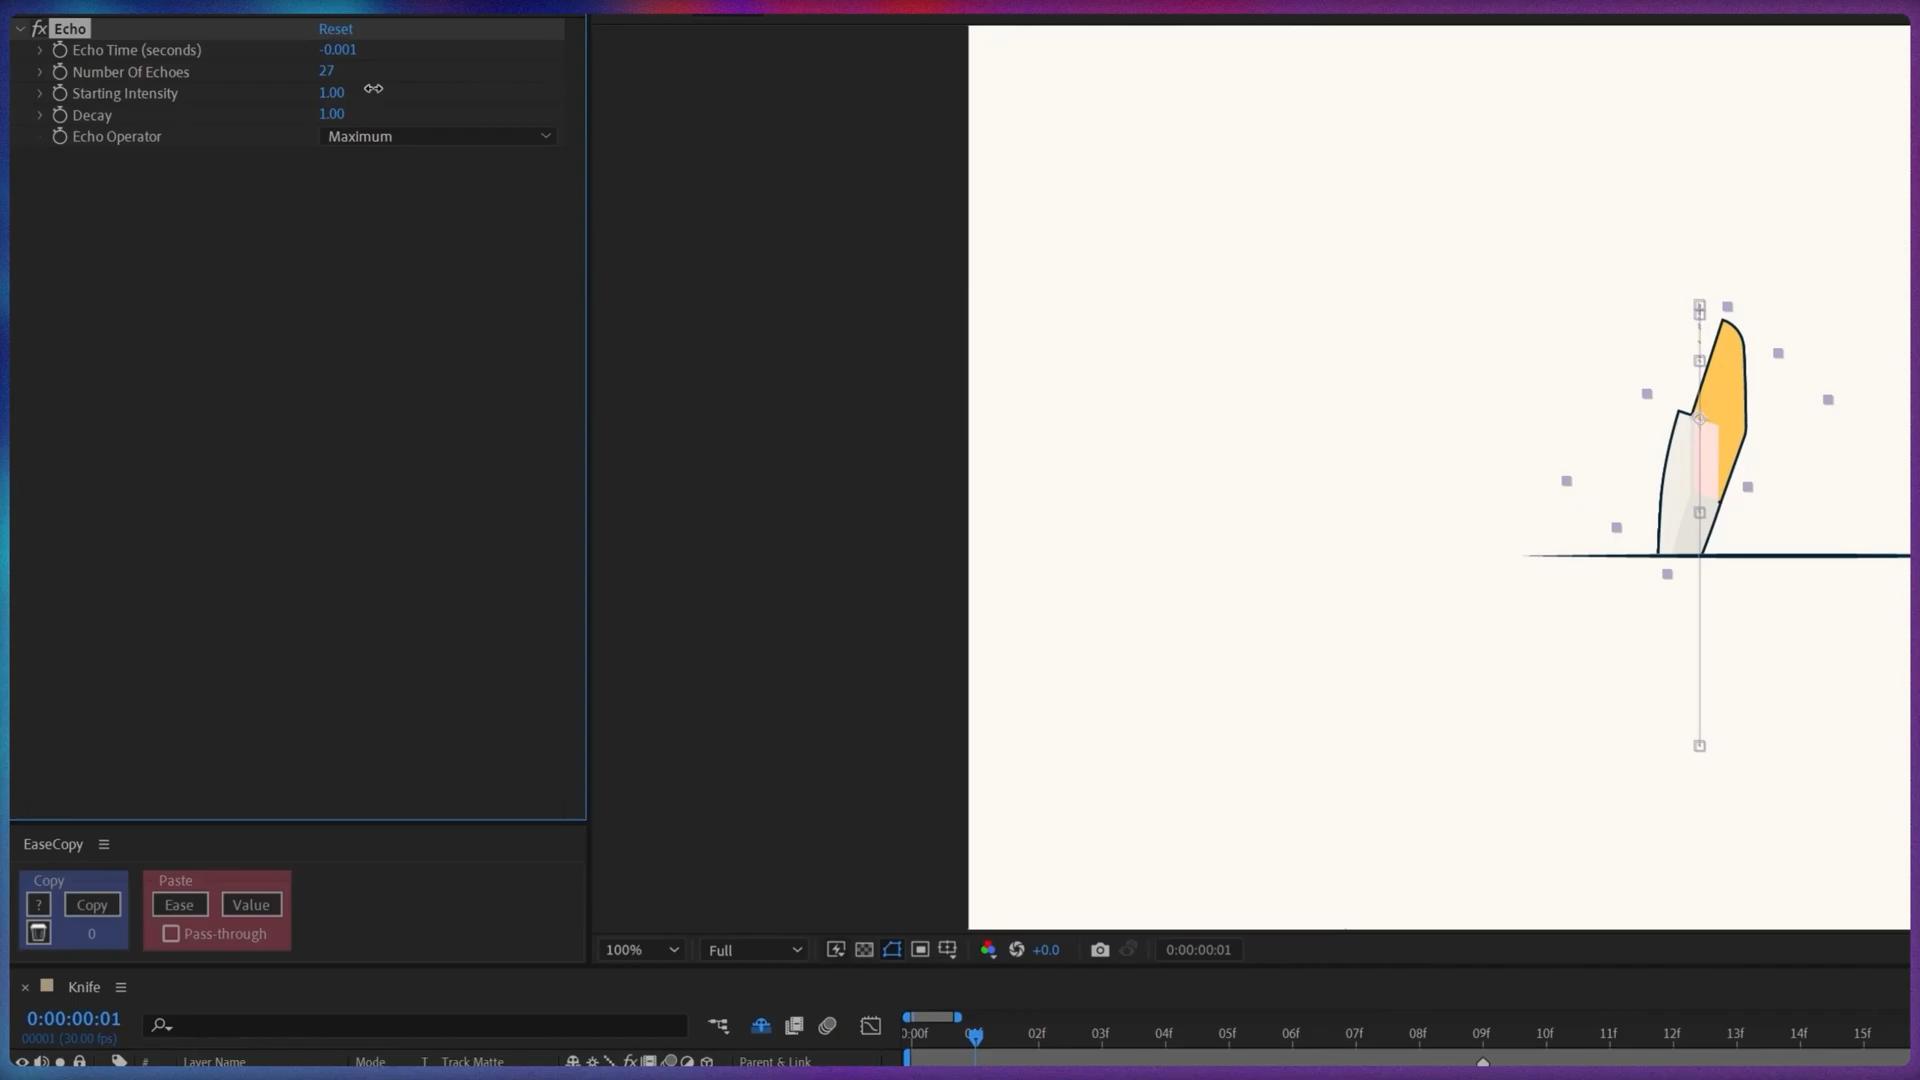 fx Echo Reset
Echo Time (seconds) -0.001
Number Of Echoes 27
Starting Intensity 1.00
Decay 1.00
Echo Operator Maximum
EaseCopy
Copy Paste
? Copy Ease Value
0 Pass-through
100% Full +0.0 0:00:00:01
× Knife
0:00:00:01
00001 (30.00 fps)
0:00f 02f 03f 04f 05f 06f 07f 08f 09f 10f 11f 12f 13f 14f 15f
# Layer Name Mode T Track Matte fx Parent & Link